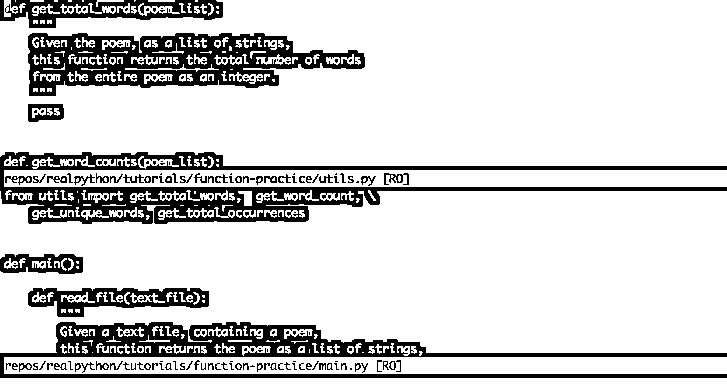 def get_total_words(poem_list):
    """
    Given the poem, as a list of strings,
    this function returns the total number of words
    from the entire poem as an integer.
    """
    pass
def get_word_counts(poem_list):
repos/realpython/tutorials/function-practice/utils.py [RO]
from utils import get_total_words,  get_word_count, \
    get_unique_words, get_total_occurrences
def main():
    def read_file(text_file):
        """
        Given a text file, containing a poem,
        this function returns the poem as a list of strings,
repos/realpython/tutorials/function-practice/main.py [RO]